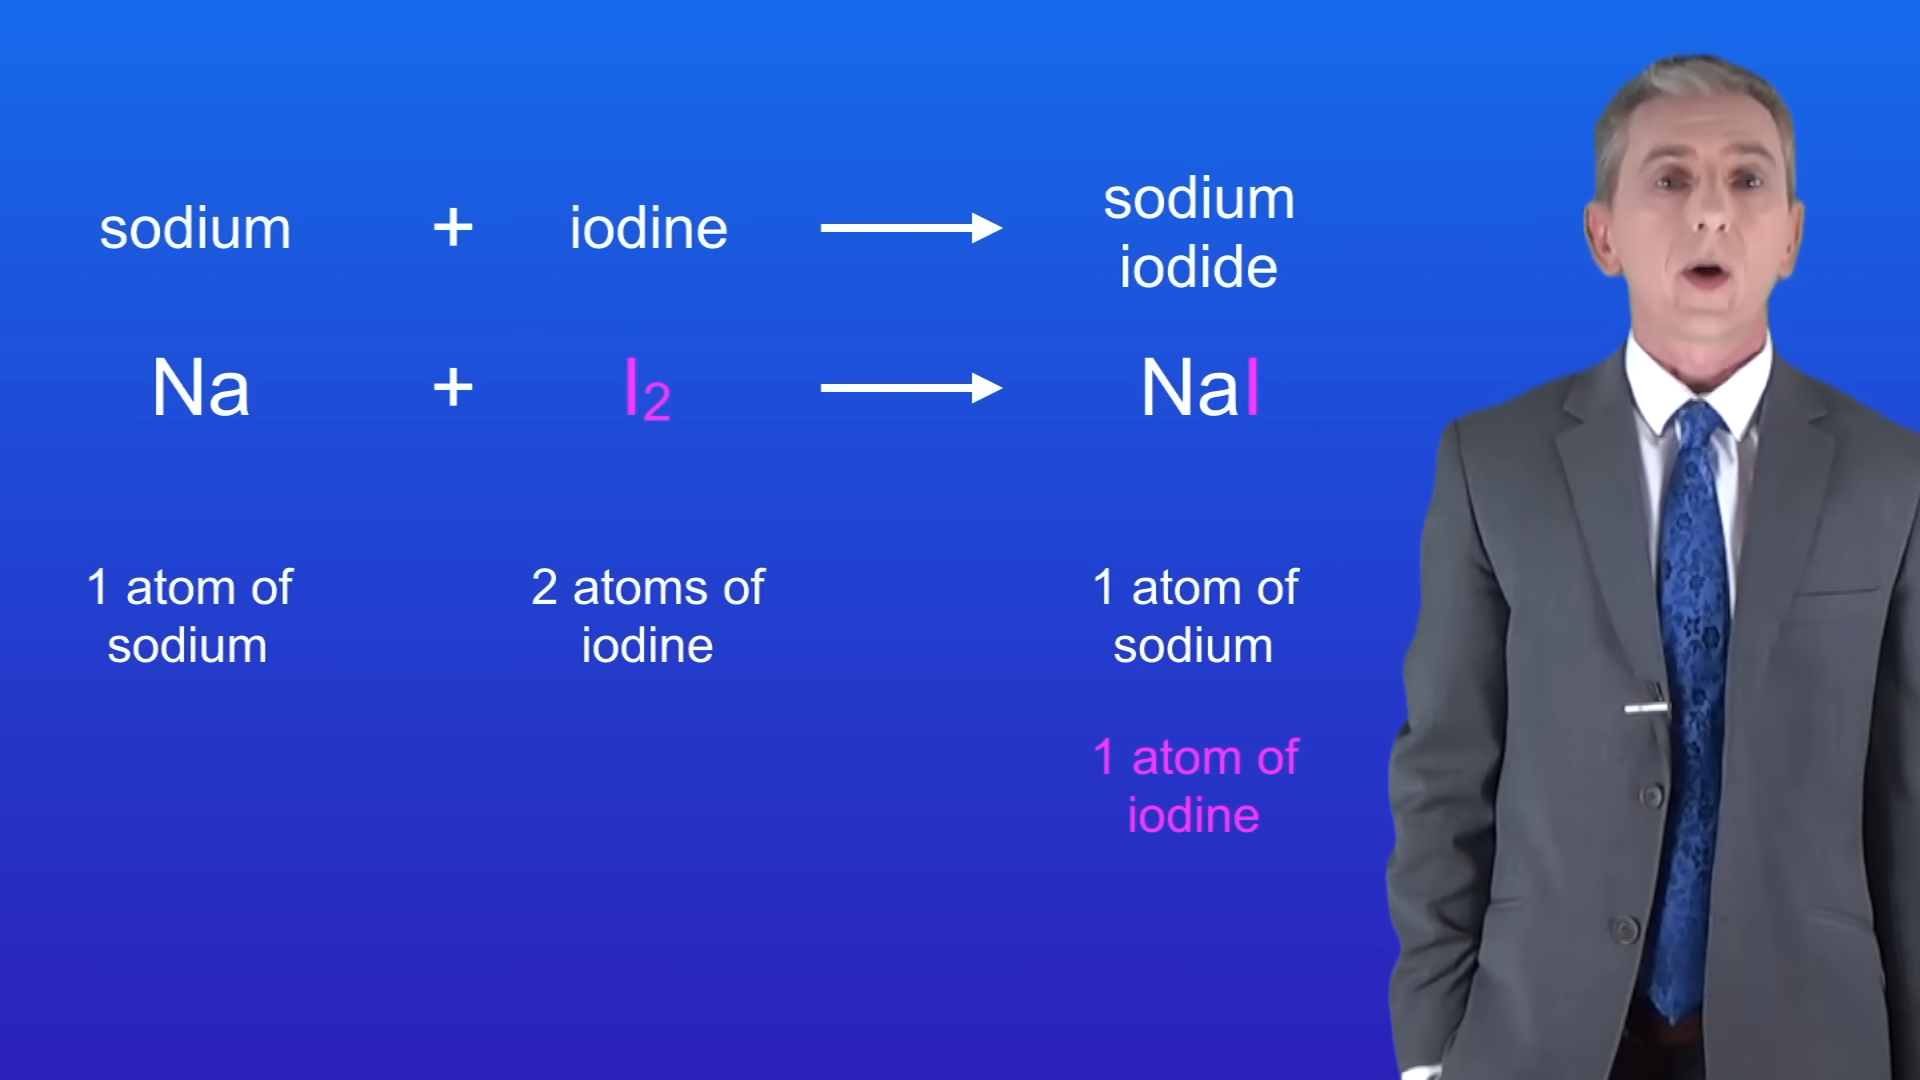 sodium + iodine → sodium iodide
Na + I₂ → NaI
1 atom of sodium
2 atoms of iodine
1 atom of sodium
1 atom of iodine